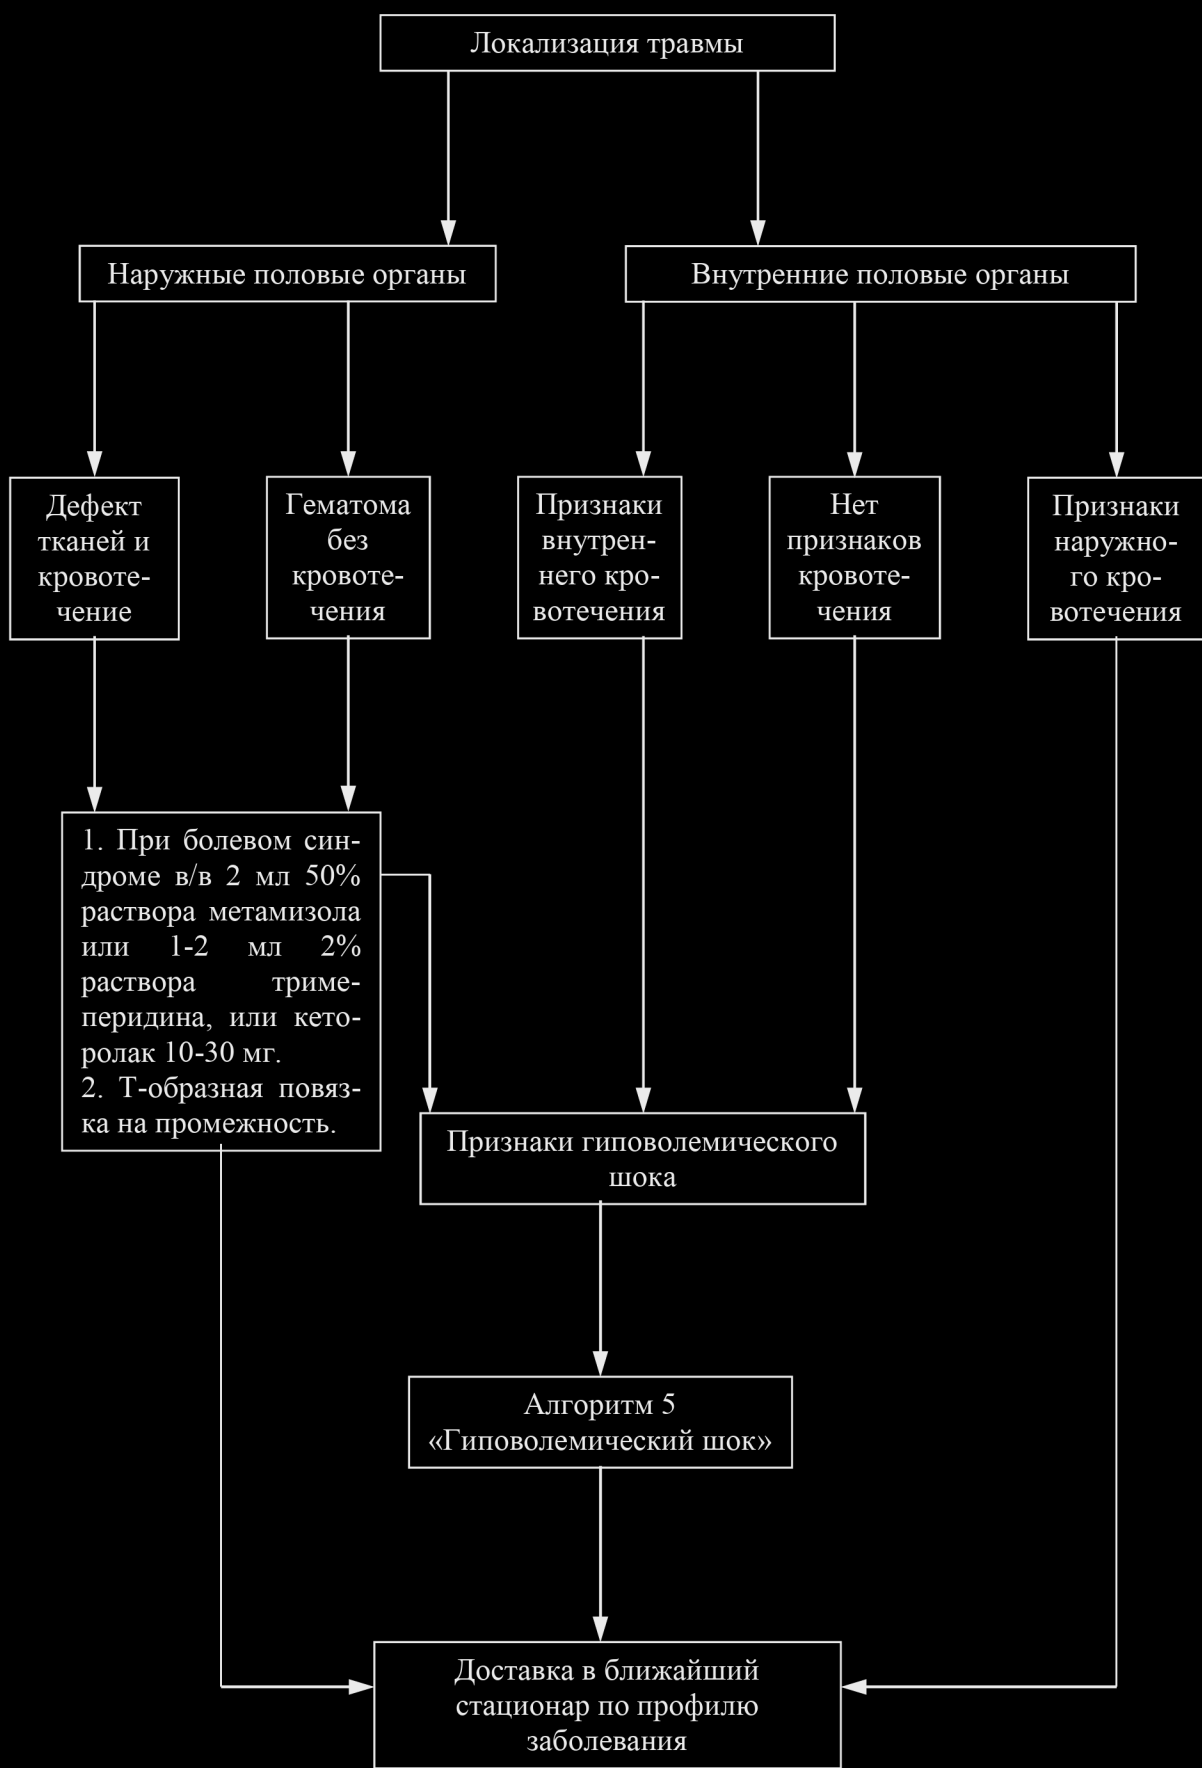 Локализация травмы
Наружные половые органы
Внутренние половые органы
Дефект
тканей и
кровоте-
чение
Гематома
без
кровоте-
чения
Признаки
внутрен-
него кро-
вотечения
Нет
признаков
кровоте-
чения
Признаки
наружно-
го кро-
вотечения
1. При болевом син-
дроме в/в 2 мл 50%
раствора метамизола
или 1-2 мл 2%
раствора триме-
перидина, или кето-
ролак 10-30 мг.
2. Т-образная повяз-
ка на промежность.
Признаки гиповолемического
шока
Алгоритм 5
«Гиповолемический шок»
Доставка в ближайший
стационар по профилю
заболевания